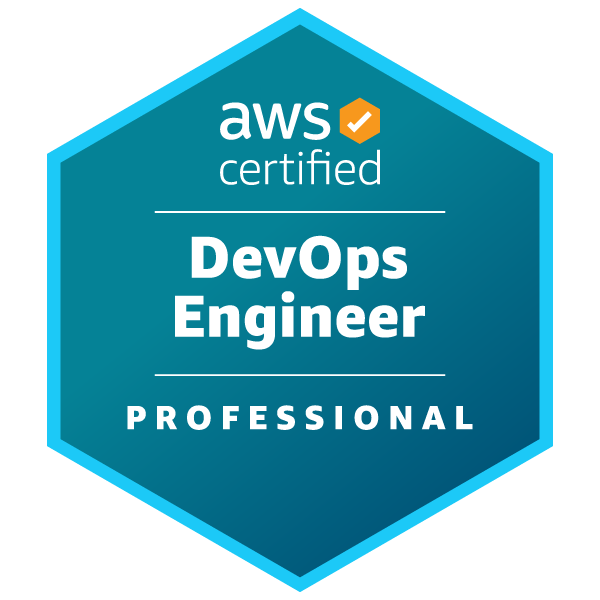 aws
certified
DevOps
Engineer
PROFESSIONAL